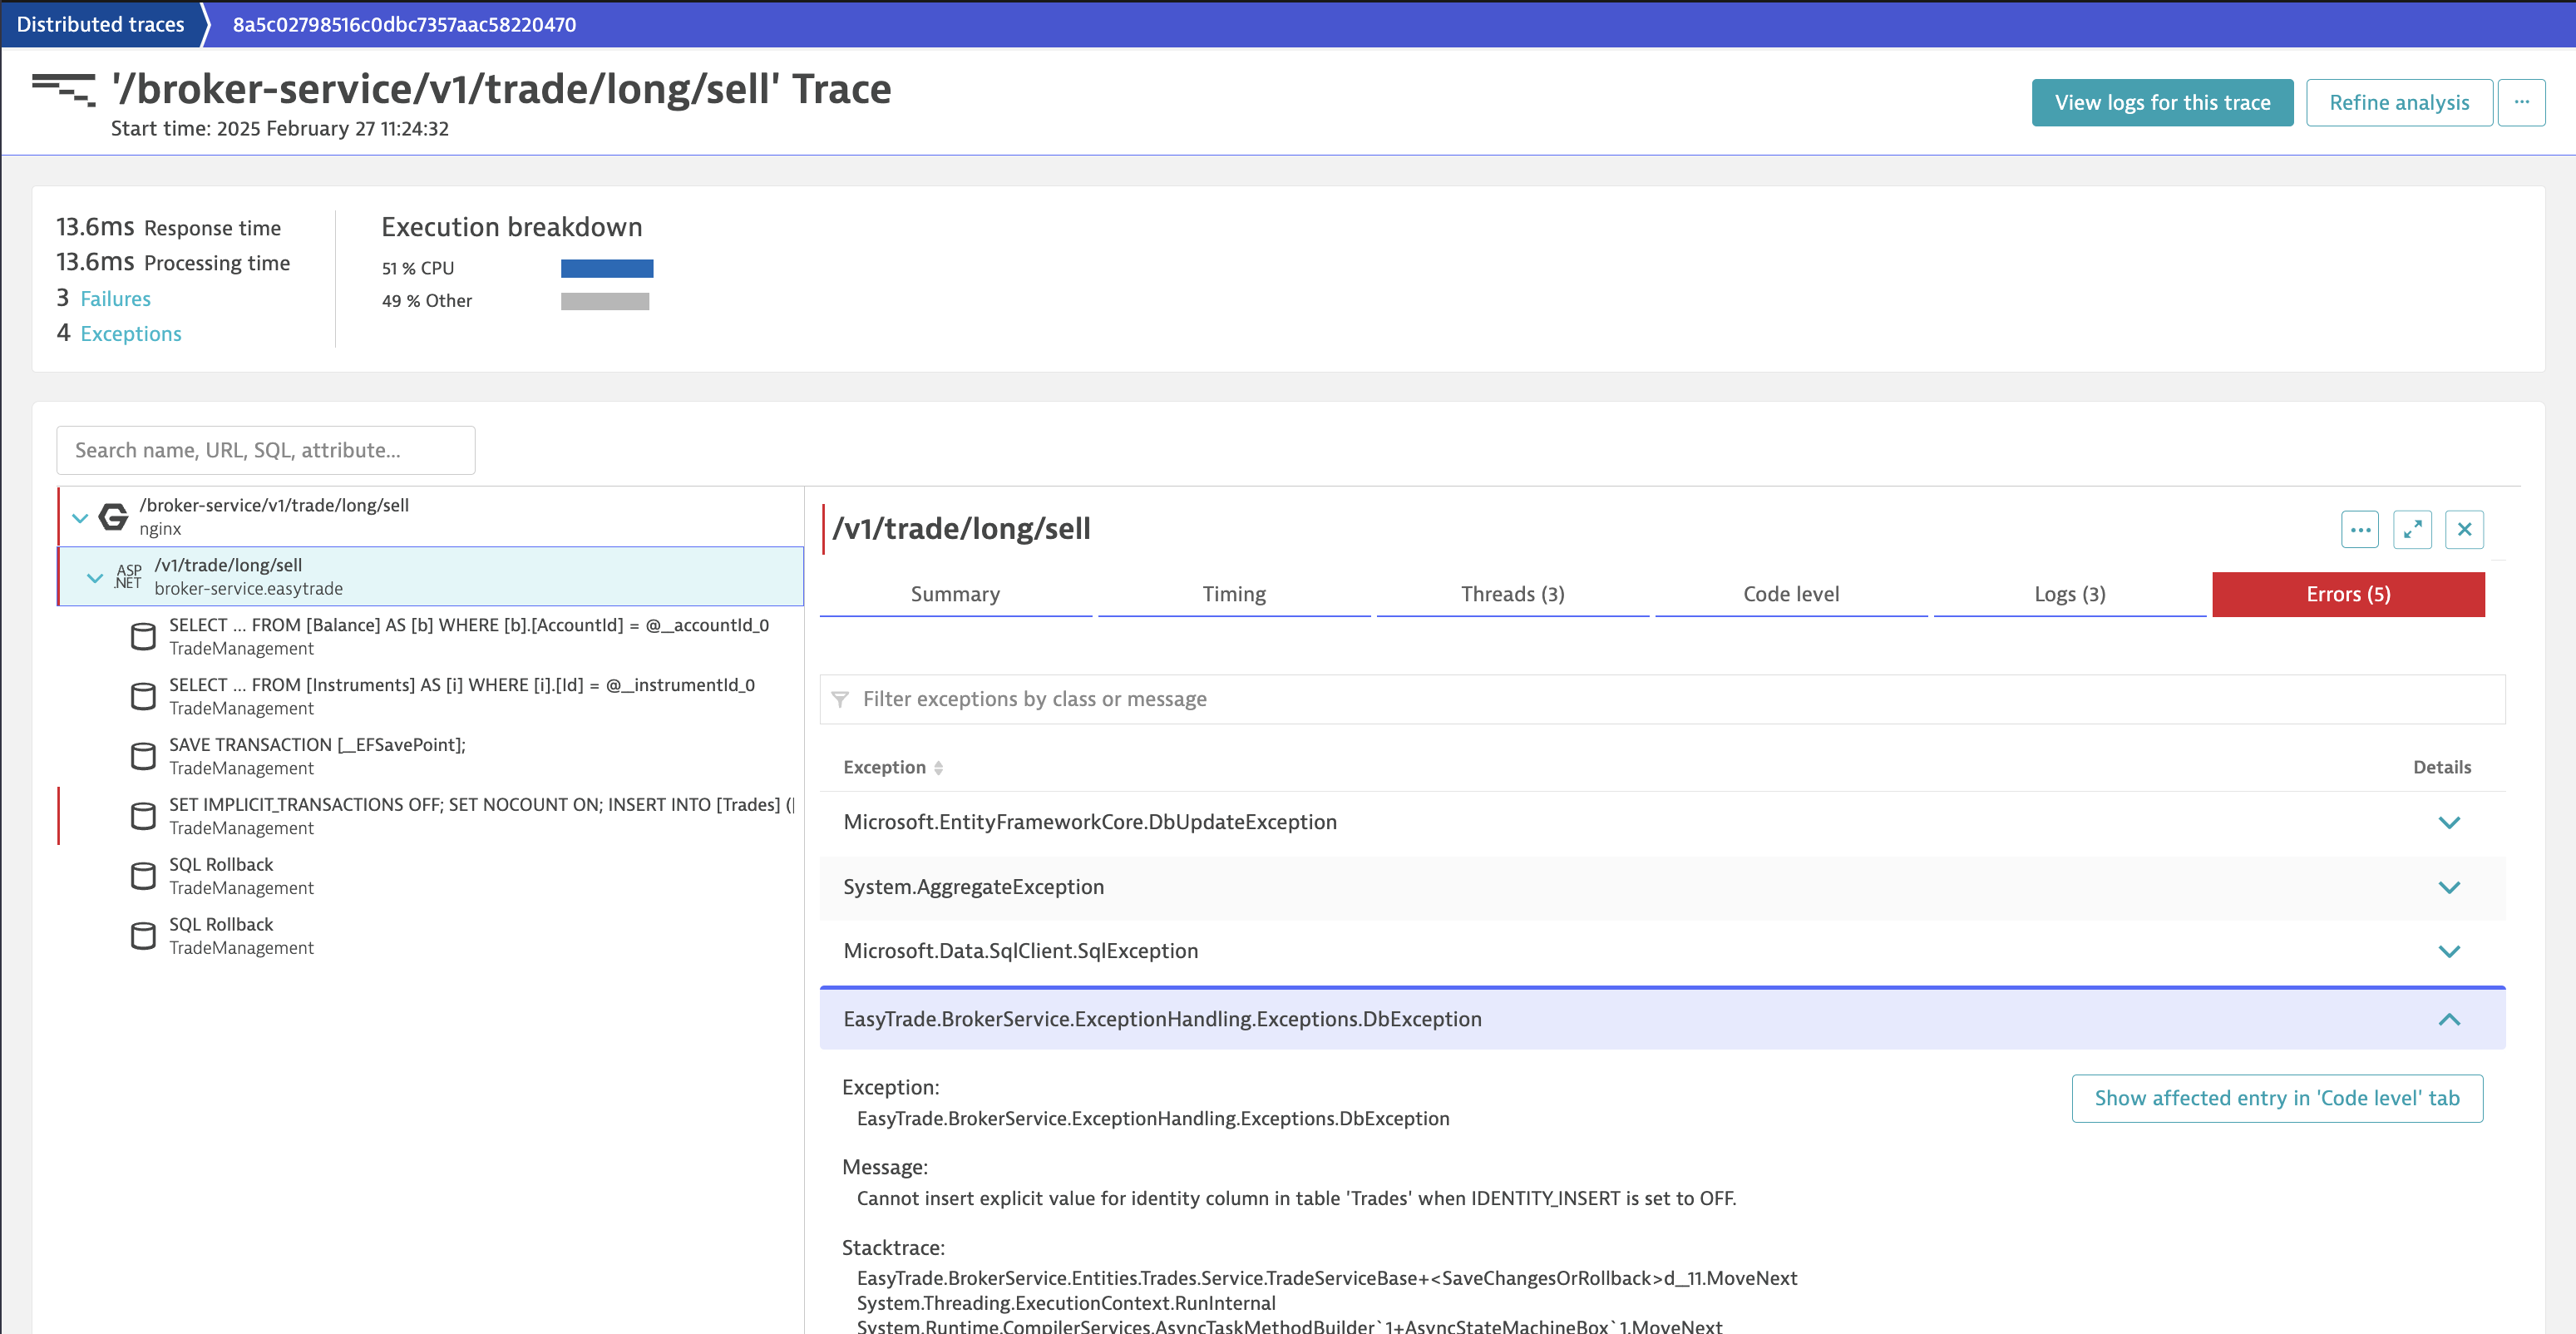 Distributed traces
8a5c02798516c0dbc7357aac58220470
'/broker-service/v1/trade/long/sell' Trace
Start time: 2025 February 27 11:24:32
View logs for this trace
Refine analysis
...
13.6ms Response time
13.6ms Processing time
3 Failures
4 Exceptions
Execution breakdown
51 % CPU
49 % Other
Search name, URL, SQL, attribute...
/broker-service/v1/trade/long/sell
nginx
ASP
.NET
/v1/trade/long/sell
broker-service.easytrade
SELECT ... FROM [Balance] AS [b] WHERE [b].[AccountId] = @__accountId_0
TradeManagement
SELECT ... FROM [Instruments] AS [i] WHERE [i].[Id] = @__instrumentId_0
TradeManagement
SAVE TRANSACTION [__EFSavePoint];
TradeManagement
SET IMPLICIT_TRANSACTIONS OFF; SET NOCOUNT ON; INSERT INTO [Trades] ([
TradeManagement
SQL Rollback
TradeManagement
SQL Rollback
TradeManagement
/v1/trade/long/sell
...
Summary
Timing
Threads (3)
Code level
Logs (3)
Errors (5)
Filter exceptions by class or message
Exception
Details
Microsoft.EntityFrameworkCore.DbUpdateException
System.AggregateException
Microsoft.Data.SqlClient.SqlException
EasyTrade.BrokerService.ExceptionHandling.Exceptions.DbException
Exception:
EasyTrade.BrokerService.ExceptionHandling.Exceptions.DbException
Show affected entry in 'Code level' tab
Message:
Cannot insert explicit value for identity column in table 'Trades' when IDENTITY_INSERT is set to OFF.
Stacktrace:
EasyTrade.BrokerService.Entities.Trades.Service.TradeServiceBase+<SaveChangesOrRollback>d__11.MoveNext
System.Threading.ExecutionContext.RunInternal
System.Runtime.CompilerServices.AsyncTaskMethodBuilder`1+AsyncStateMachineBox`1.MoveNext